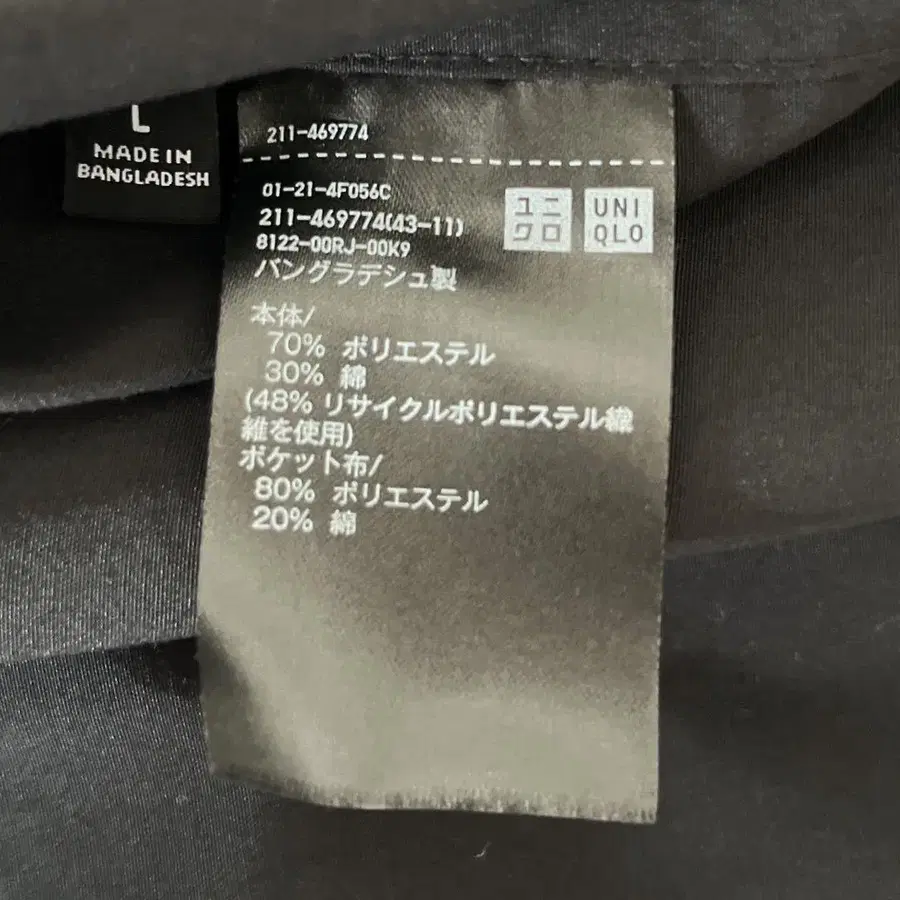 L
MADE IN
BANGLADESH
211-469774
01-21-4F056C
211-469774(43-11)
8122-00RJ-00K9
ユニ
クロ
UNI
QLO
バングラデシュ製
本体/
70% ポリエステル
30% 綿
(48% リサイクルポリエステル繊
維を使用)
ポケット布/
80% ポリエステル
20% 綿